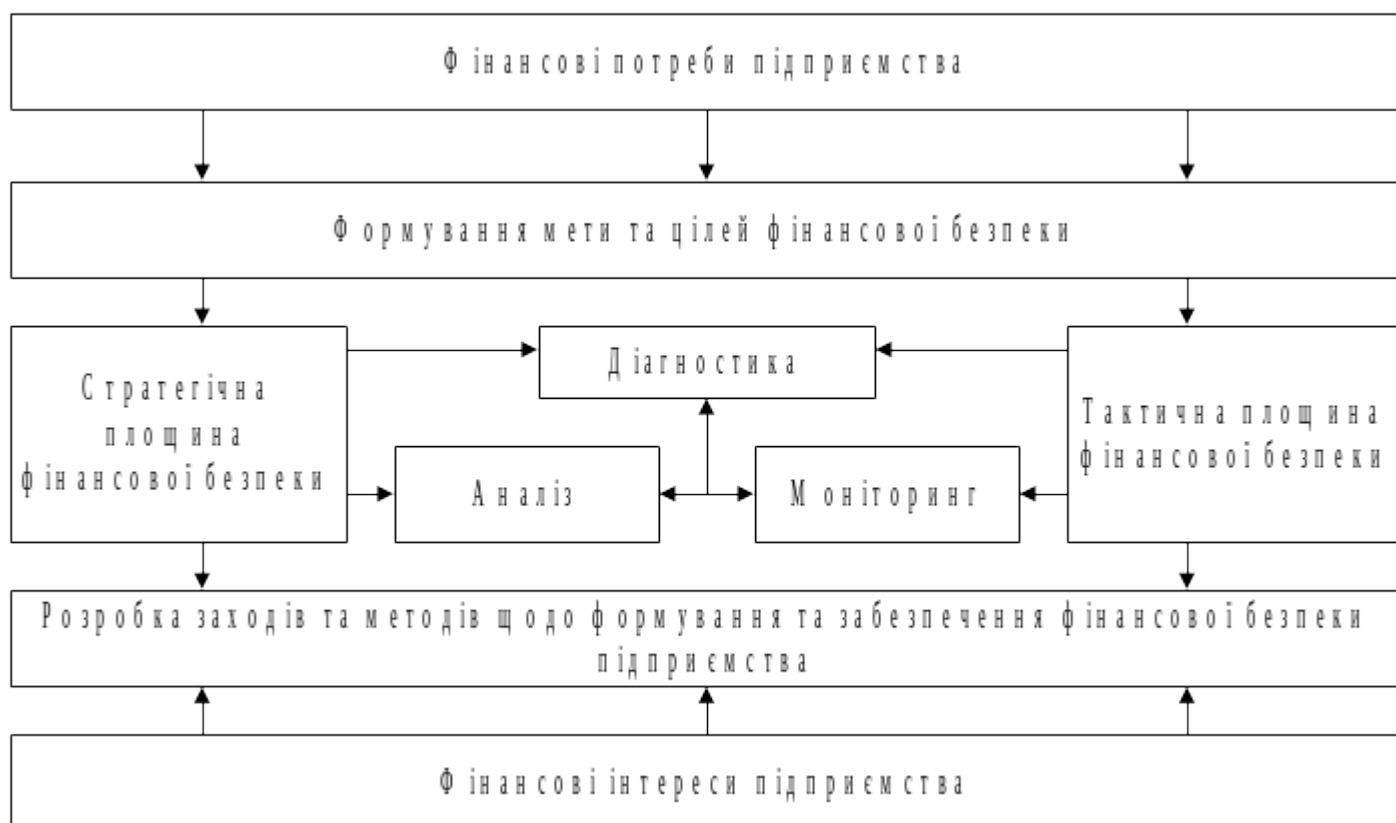 Фінансові потреби підприємства
Формування мети та цілей фінансової безпеки
Стратегічна
площина
фінансової безпеки
Діагностика
Тактична площина
фінансової безпеки
Аналіз
Моніторинг
Розробка заходів та методів щодо формування та забезпечення фінансової безпеки
підприємства
Фінансові інтереси підприємства